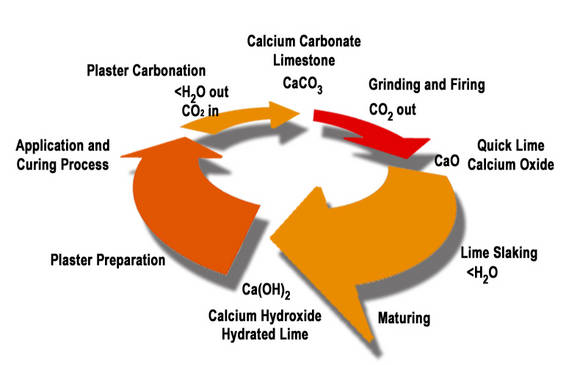 Calcium Carbonate
Limestone
CaCO₃
Grinding and Firing
CO₂ out
Quick Lime
CaO Calcium Oxide
Lime Slaking
<H₂O
Maturing
Ca(OH)₂
Calcium Hydroxide
Hydrated Lime
Plaster Preparation
Application and
Curing Process
Plaster Carbonation
<H₂O out
CO₂ in